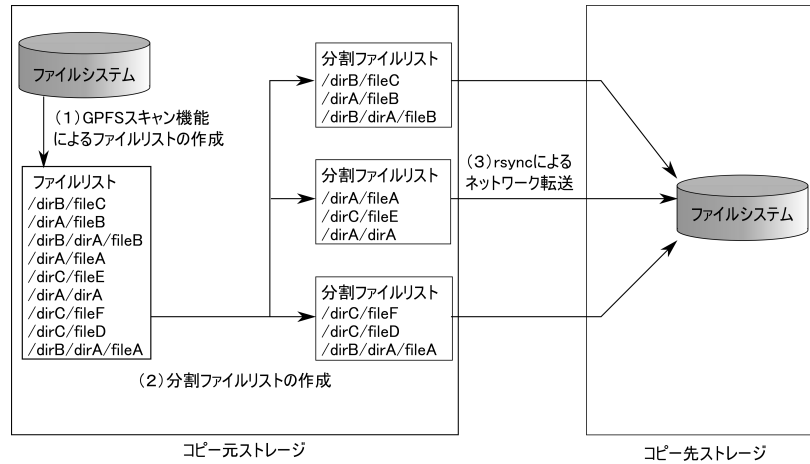 ファイルシステム
（1）GPFSスキャン機能
によるファイルリストの作成
ファイルリスト
/dirB/fileC
/dirA/fileB
/dirB/dirA/fileB
/dirA/fileA
/dirC/fileE
/dirA/dirA
/dirC/fileF
/dirC/fileD
/dirB/dirA/fileA
（2）分割ファイルリストの作成
分割ファイルリスト
/dirB/fileC
/dirA/fileB
/dirB/dirA/fileB
分割ファイルリスト
/dirA/fileA
/dirC/fileE
/dirA/dirA
分割ファイルリスト
/dirC/fileF
/dirC/fileD
/dirB/dirA/fileA
（3）rsyncによる
ネットワーク転送
ファイルシステム
コピー元ストレージ
コピー先ストレージ